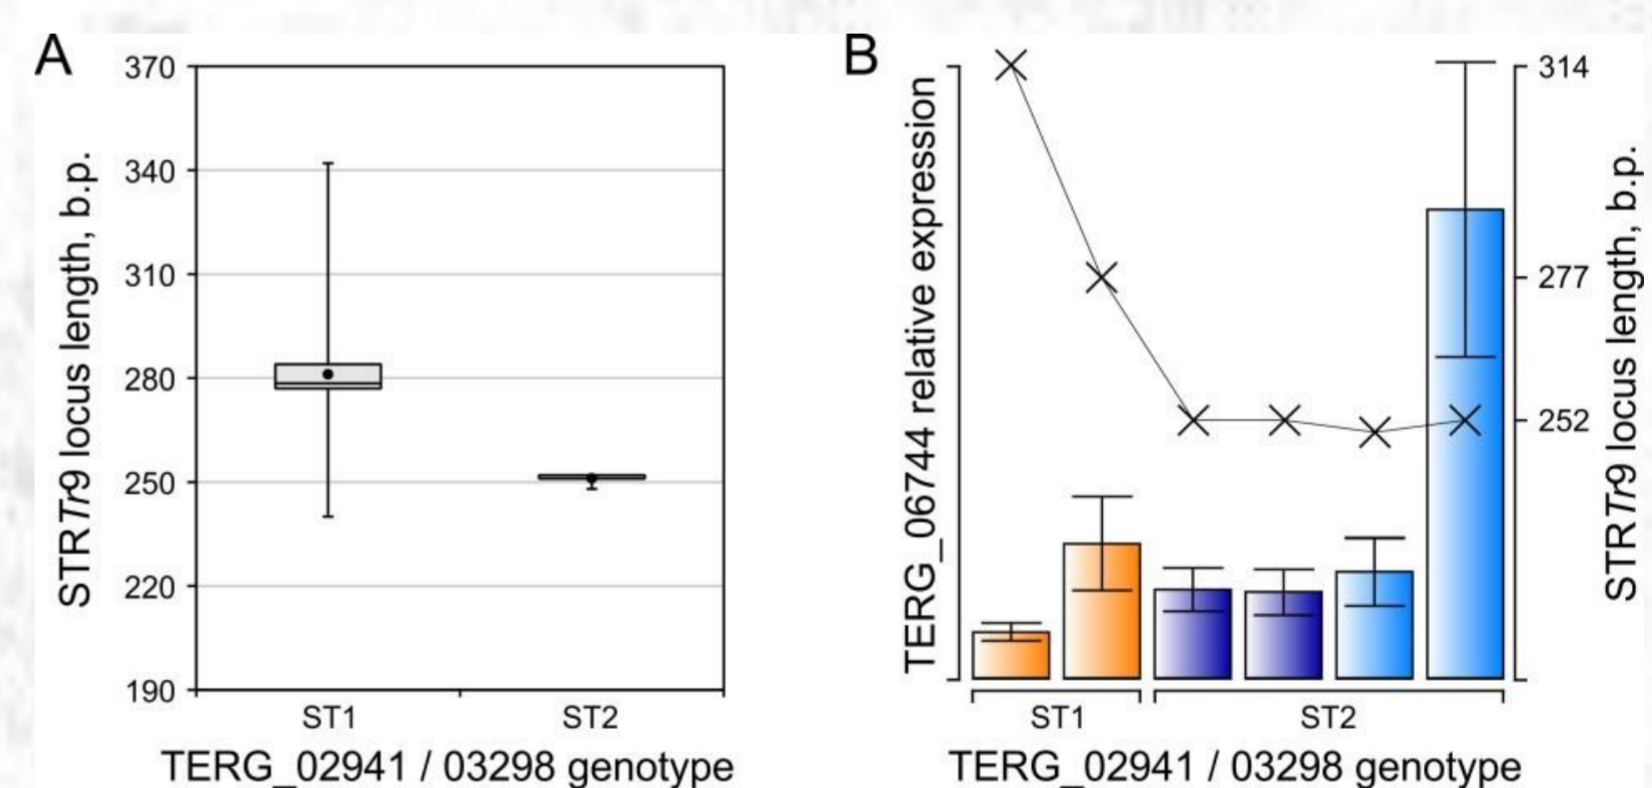 A
STRTr9 locus length, b.p.
370
340
310
280
250
220
190
ST1 ST2
TERG_02941 / 03298 genotype
B
TERG_06744 relative expression
314
277
252
STRTr9 locus length, b.p.
ST1 ST2
TERG_02941 / 03298 genotype